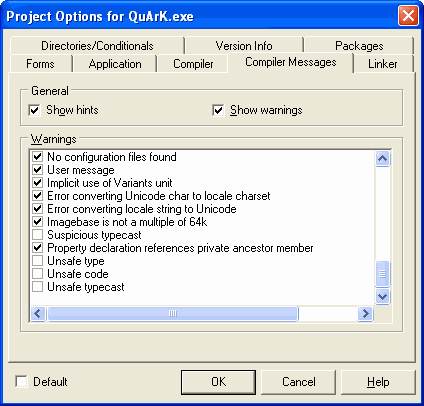 Project Options for QuArK.exe
Directories/Conditionals Version Info Packages
Forms Application Compiler Compiler Messages Linker
General
Show hints Show warnings
Warnings
No configuration files found
User message
Implicit use of Variants unit
Error converting Unicode char to locale charset
Error converting locale string to Unicode
Imagebase is not a multiple of 64k
Suspicious typecast
Property declaration references private ancestor member
Unsafe type
Unsafe code
Unsafe typecast
Default OK Cancel Help